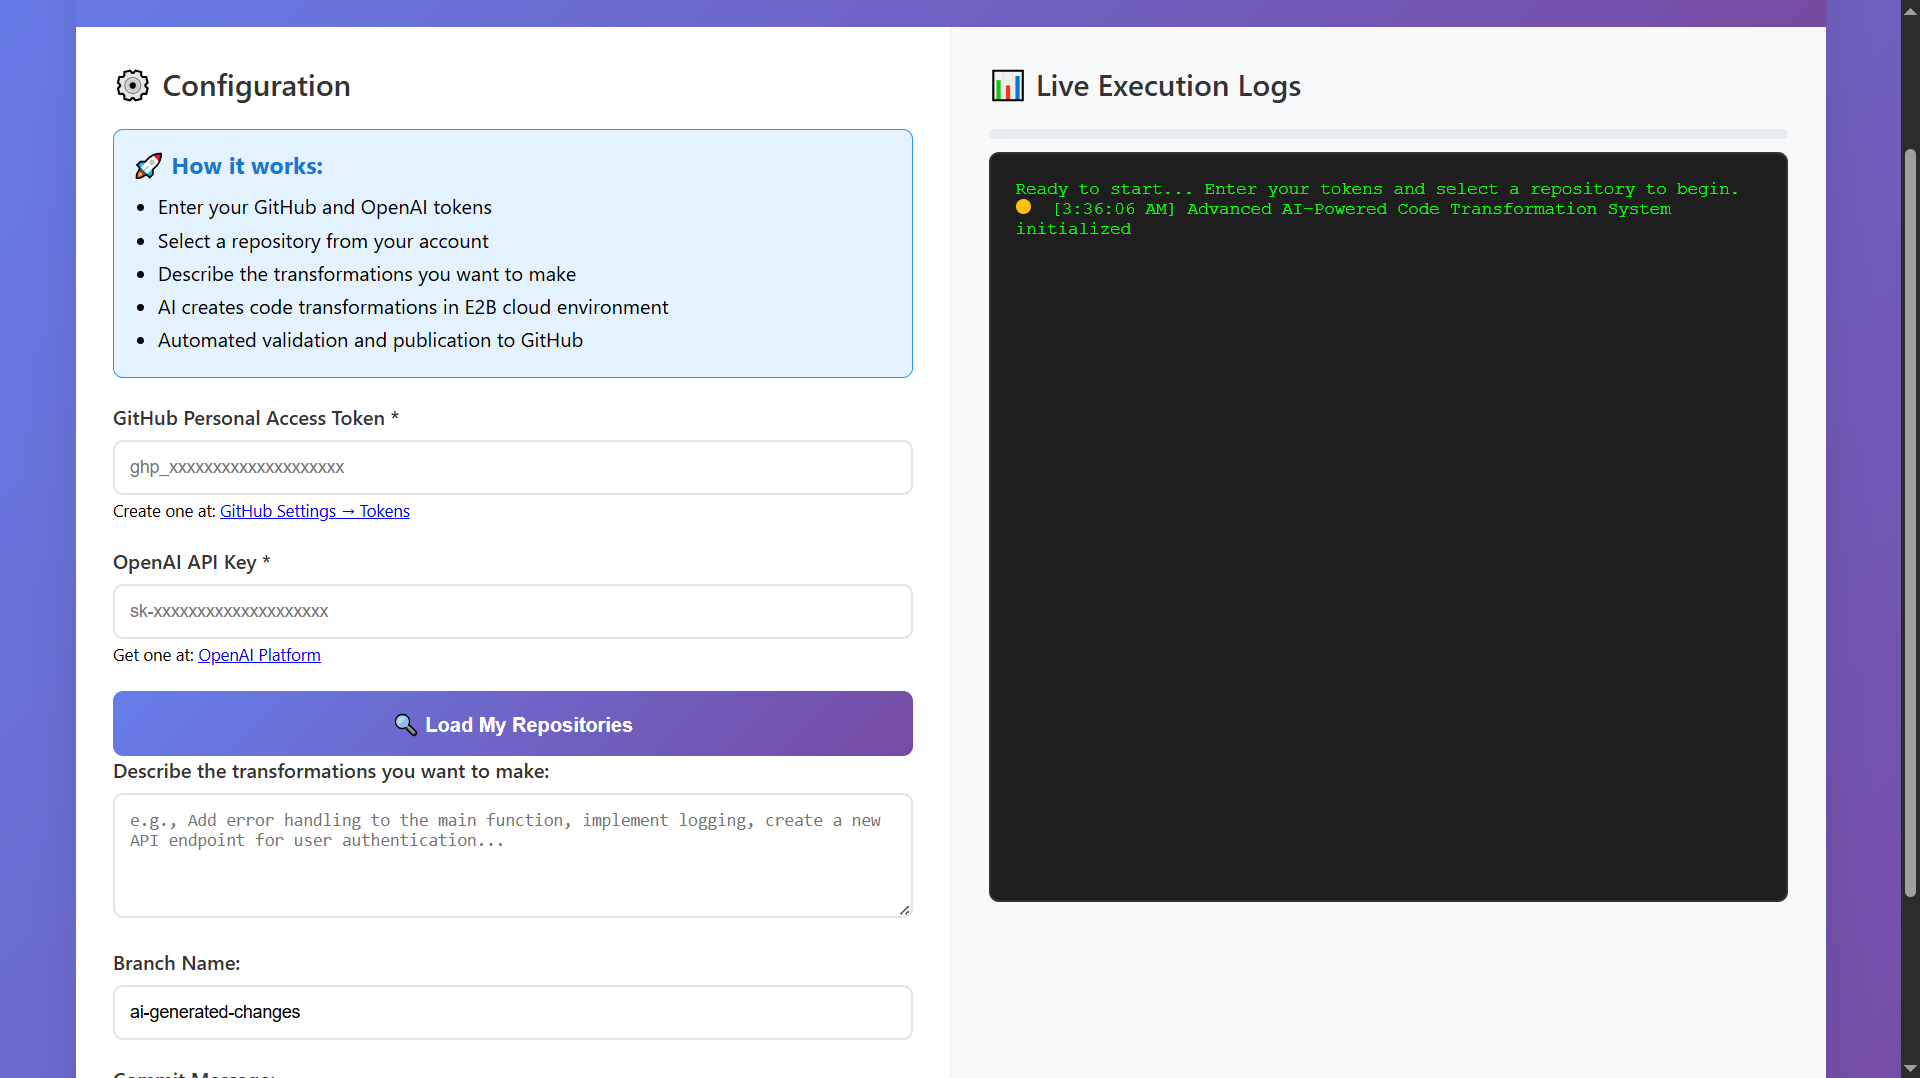 Configuration
How it works:
Enter your GitHub and OpenAI tokens
Select a repository from your account
Describe the transformations you want to make
AI creates code transformations in E2B cloud environment
Automated validation and publication to GitHub
GitHub Personal Access Token *
ghp_xxxxxxxxxxxxxxxxxxxx
Create one at: GitHub Settings → Tokens
OpenAI API Key *
sk-xxxxxxxxxxxxxxxxxxxx
Get one at: OpenAI Platform
Load My Repositories
Describe the transformations you want to make:
e.g., Add error handling to the main function, implement logging, create a new
API endpoint for user authentication...
Branch Name:
ai-generated-changes
Commit Message:
Live Execution Logs
Ready to start... Enter your tokens and select a repository to begin.
[3:36:06 AM] Advanced AI-Powered Code Transformation System
initialized